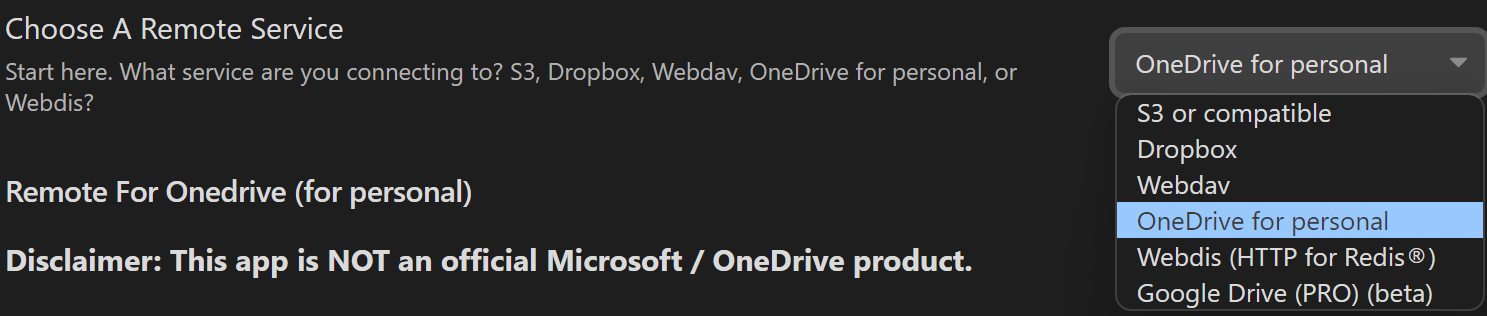 Choose A Remote Service
Start here. What service are you connecting to? S3, Dropbox, Webdav, OneDrive for personal, or
Webdis?
OneDrive for personal
S3 or compatible
Dropbox
Webdav
OneDrive for personal
Webdis (HTTP for Redis®)
Google Drive (PRO) (beta)
Remote For Onedrive (for personal)
Disclaimer: This app is NOT an official Microsoft / OneDrive product.